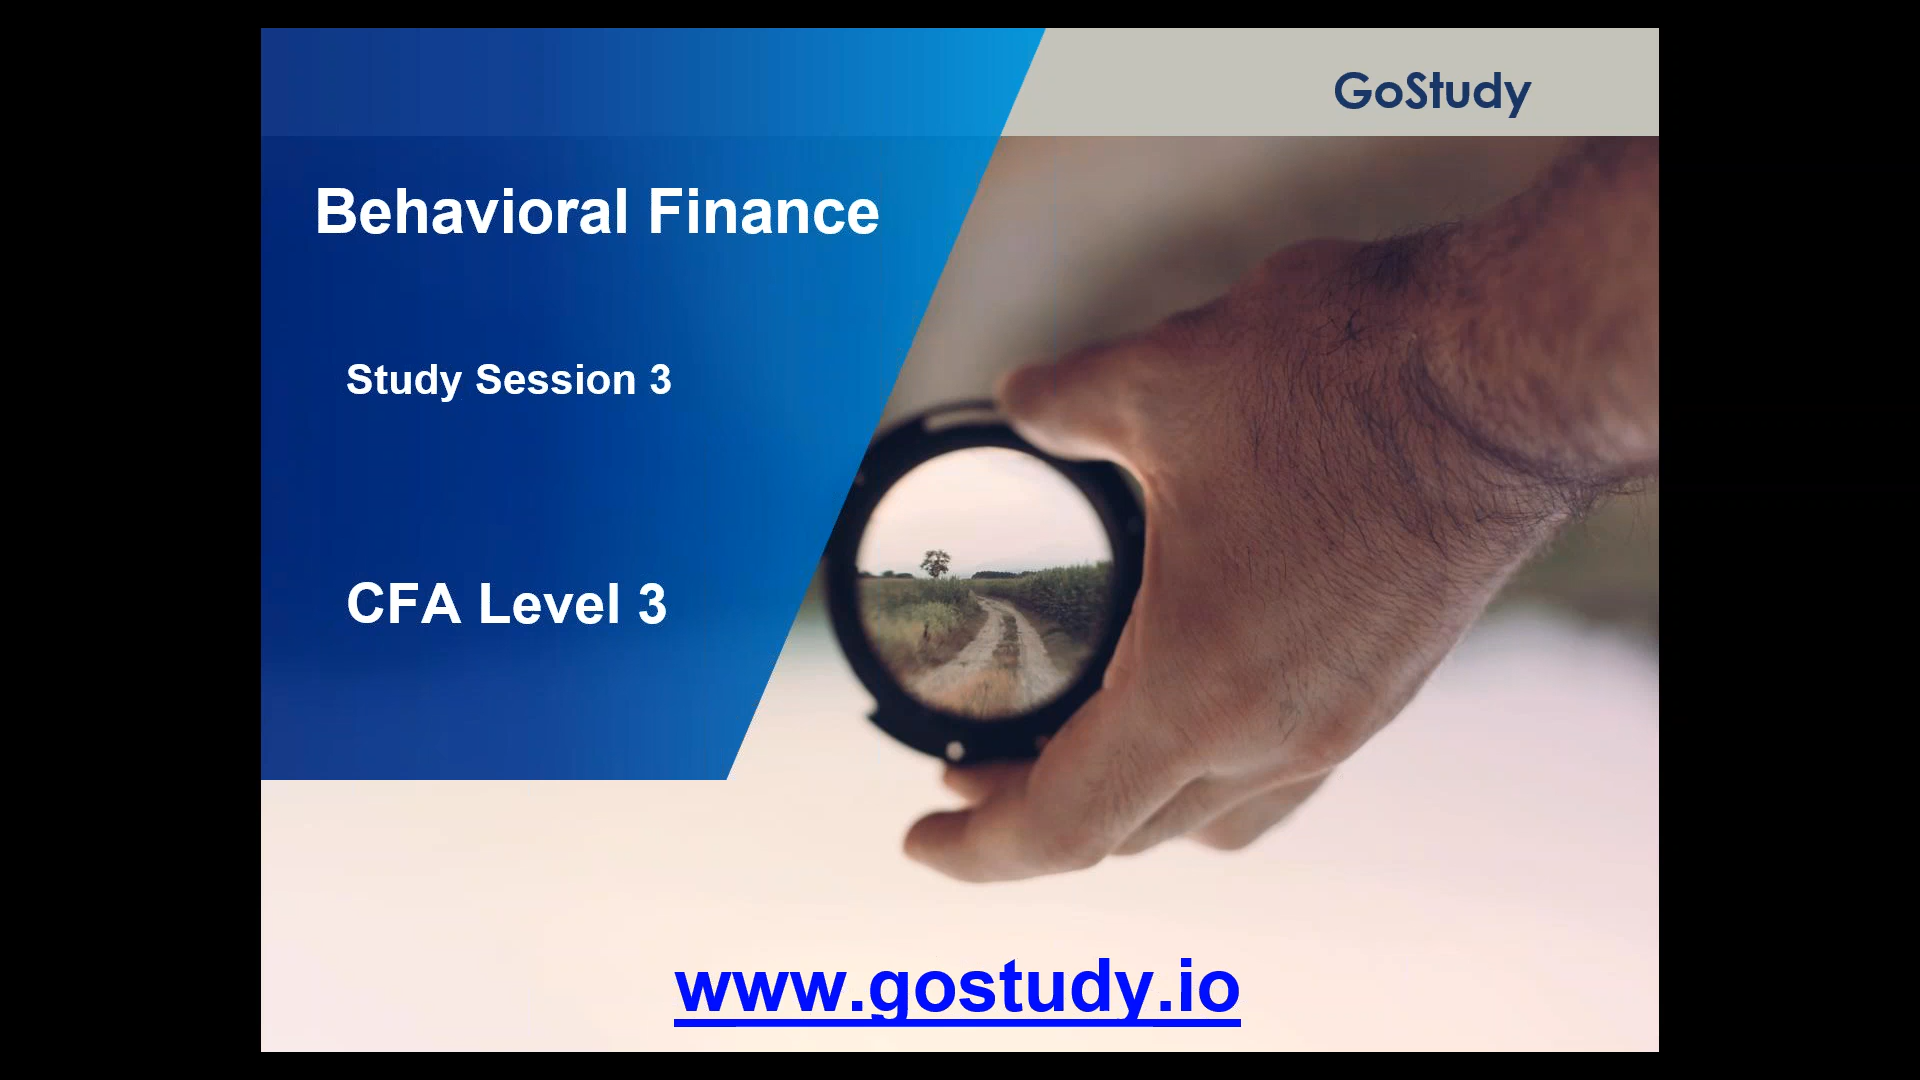 GoStudy
Behavioral Finance
Study Session 3
CFA Level 3
www.gostudy.io